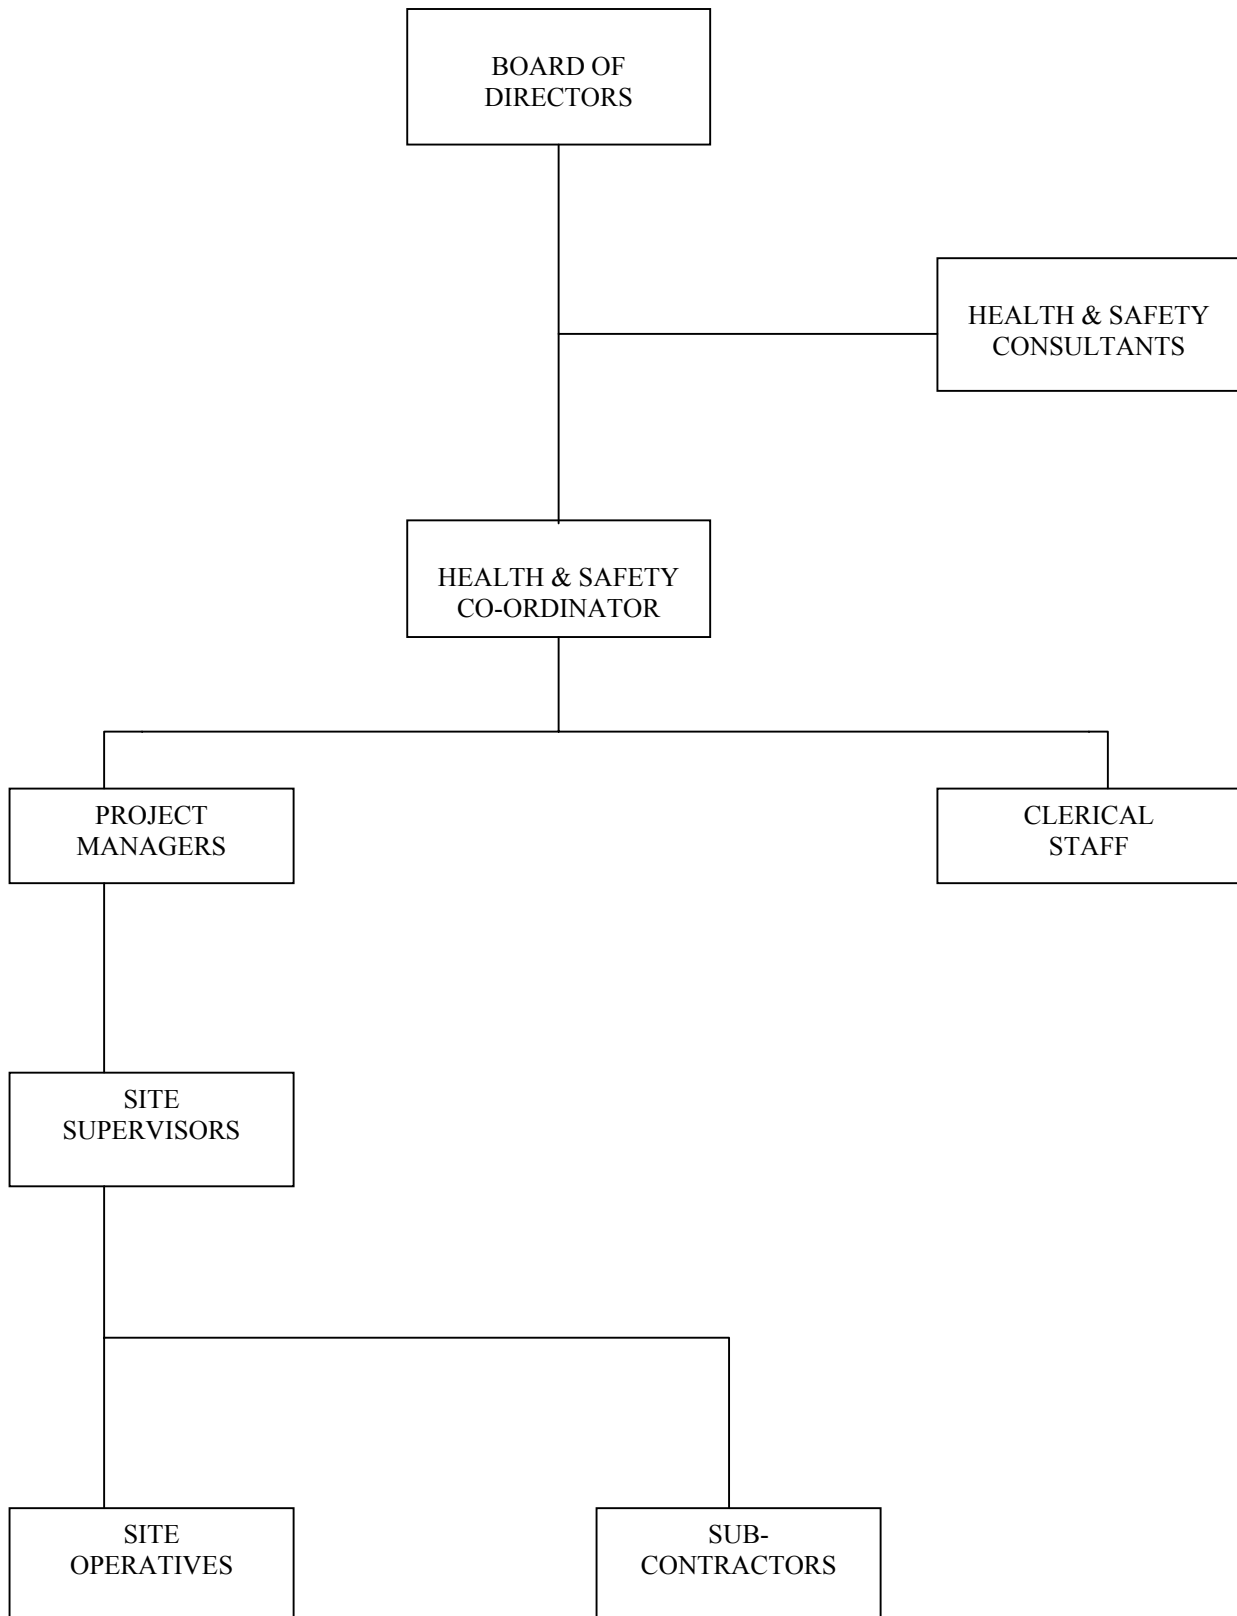 BOARD OF
DIRECTORS
HEALTH & SAFETY
CONSULTANTS
HEALTH & SAFETY
CO-ORDINATOR
PROJECT
MANAGERS
CLERICAL
STAFF
SITE
SUPERVISORS
SITE
OPERATIVES
SUB-
CONTRACTORS